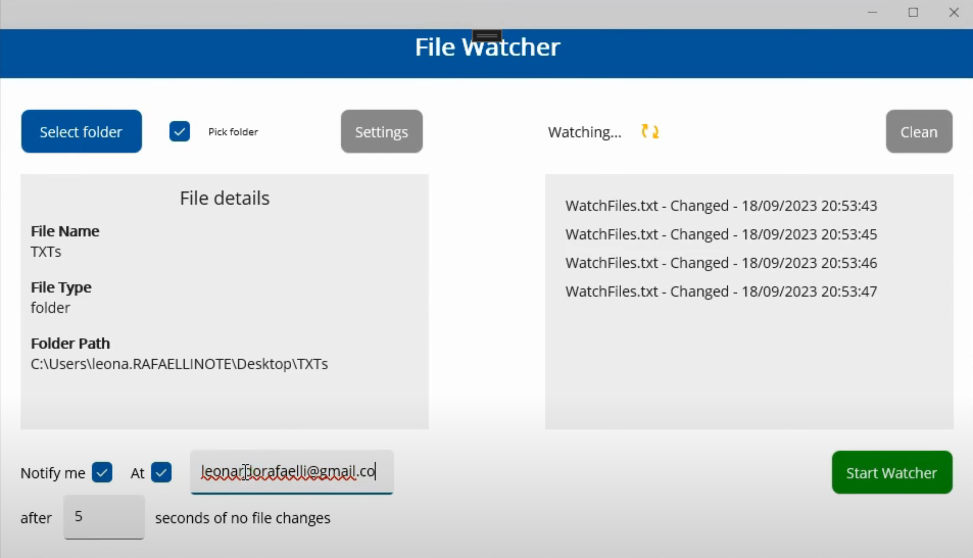 File Watcher
Select folder
Pick folder
Settings
Watching...
Clean
File details
File Name
TXTs
File Type
folder
Folder Path
C:\Users\leona.RAFAELLINOTE\Desktop\TXTs
WatchFiles.txt - Changed - 18/09/2023 20:53:43
WatchFiles.txt - Changed - 18/09/2023 20:53:45
WatchFiles.txt - Changed - 18/09/2023 20:53:46
WatchFiles.txt - Changed - 18/09/2023 20:53:47
Notify me At leonardorafaelli@gmail.co
Start Watcher
after 5 seconds of no file changes